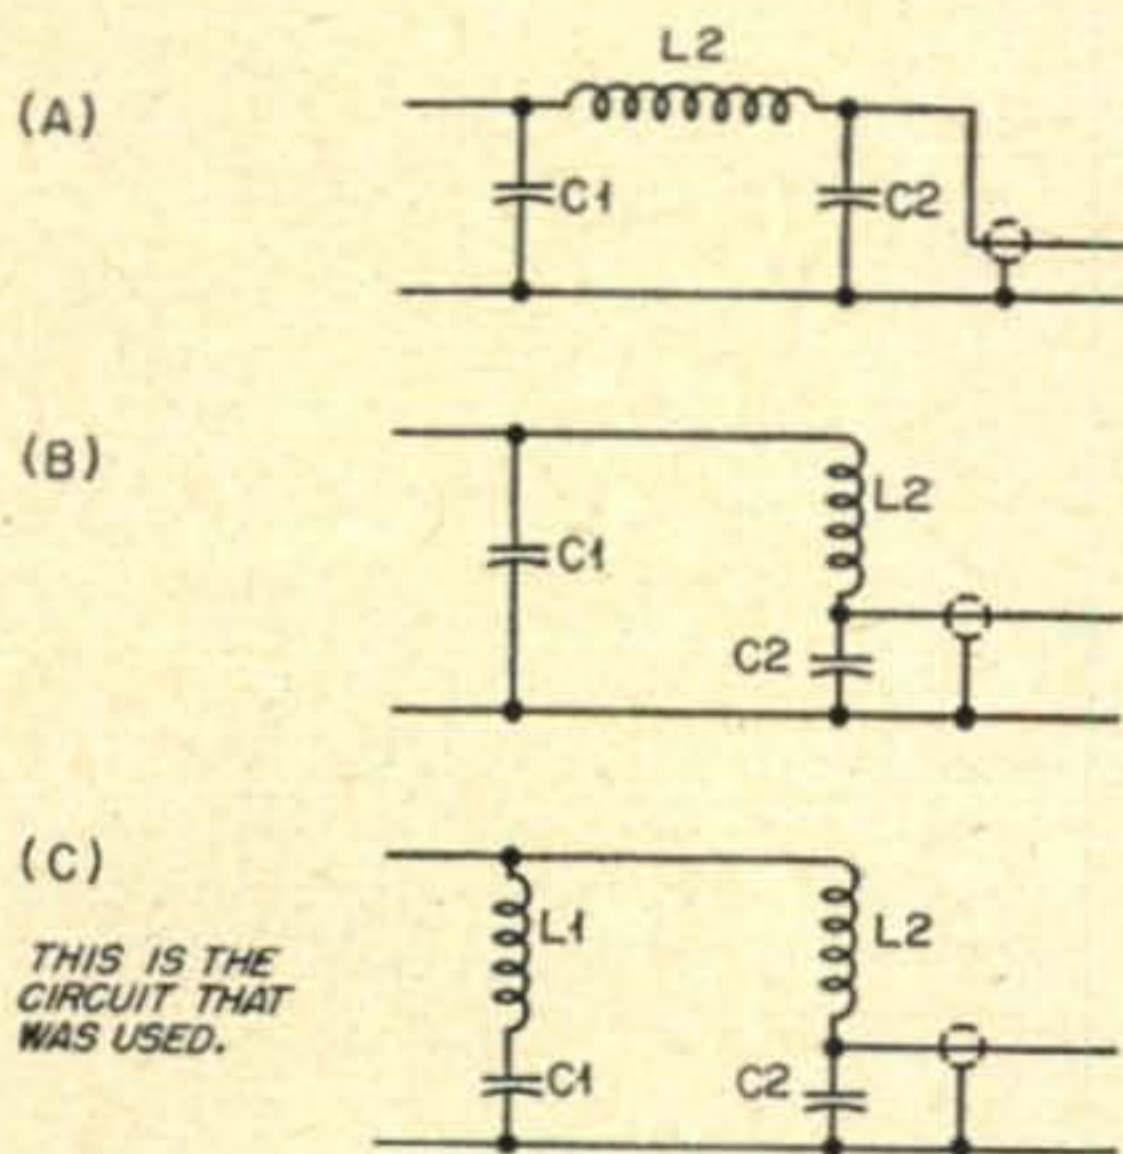 (A)
L2
C1
C2
(B)
L2
C1
C2
(C)
L1
L2
THIS IS THE
CIRCUIT THAT
WAS USED.
C1
C2